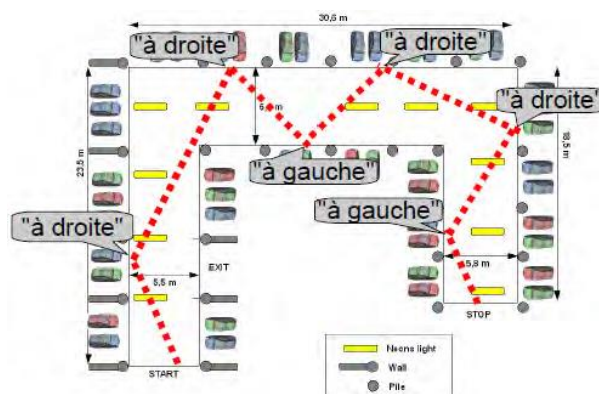 30,6 m
"à droite"
"à droite"
"à droite"
"à gauche"
23,5 m
18,5 m
"à droite"
"à gauche"
EXIT
5,5 m
5,8 m
STOP
START
Neons light
Wall
Pile